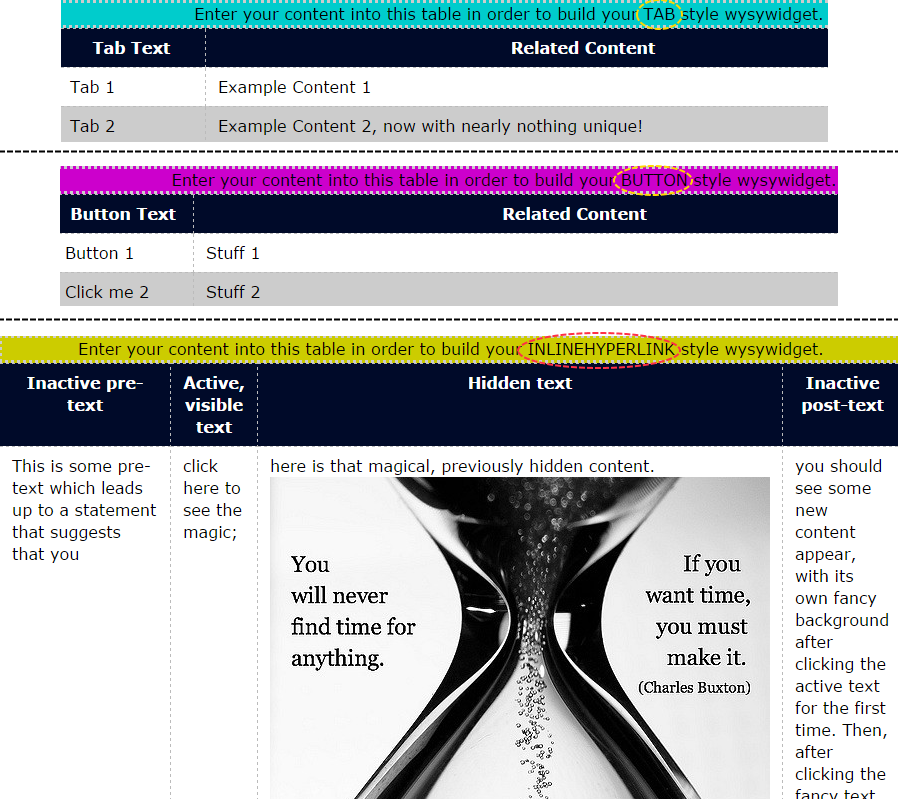 Enter your content into this table in order to build your TAB style wysywidget.
Tab Text Related Content
Tab 1 Example Content 1
Tab 2 Example Content 2, now with nearly nothing unique!
Enter your content into this table in order to build your BUTTON style wysywidget.
Button Text Related Content
Button 1 Stuff 1
Click me 2 Stuff 2
Enter your content into this table in order to build your INLINEHYPERLINK style wysywidget.
Inactive pre-
text
Active,
visible
text
Hidden text
Inactive
post-text
This is some pre-
text which leads
up to a statement
that suggests
that you
click
here to
see the
magic;
here is that magical, previously hidden content.
You
will never
find time for
anything.
If you
want time,
you must
make it.
(Charles Buxton)
you should
see some
new
content
appear,
with its
own fancy
background
after
clicking the
active text
for the first
time. Then,
after
clicking the
fancy text